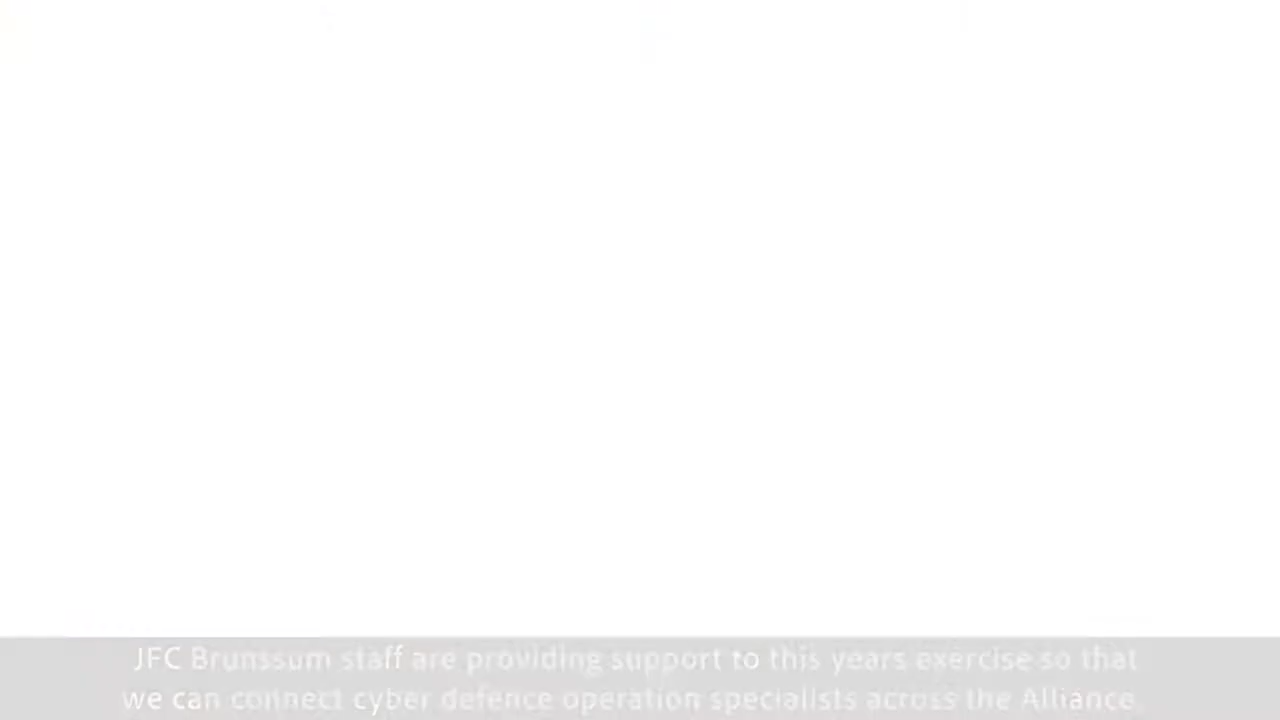 JFC Brunssum staff are providing support to this years exercise so that
we can connect cyber defence operation specialists across the Alliance.